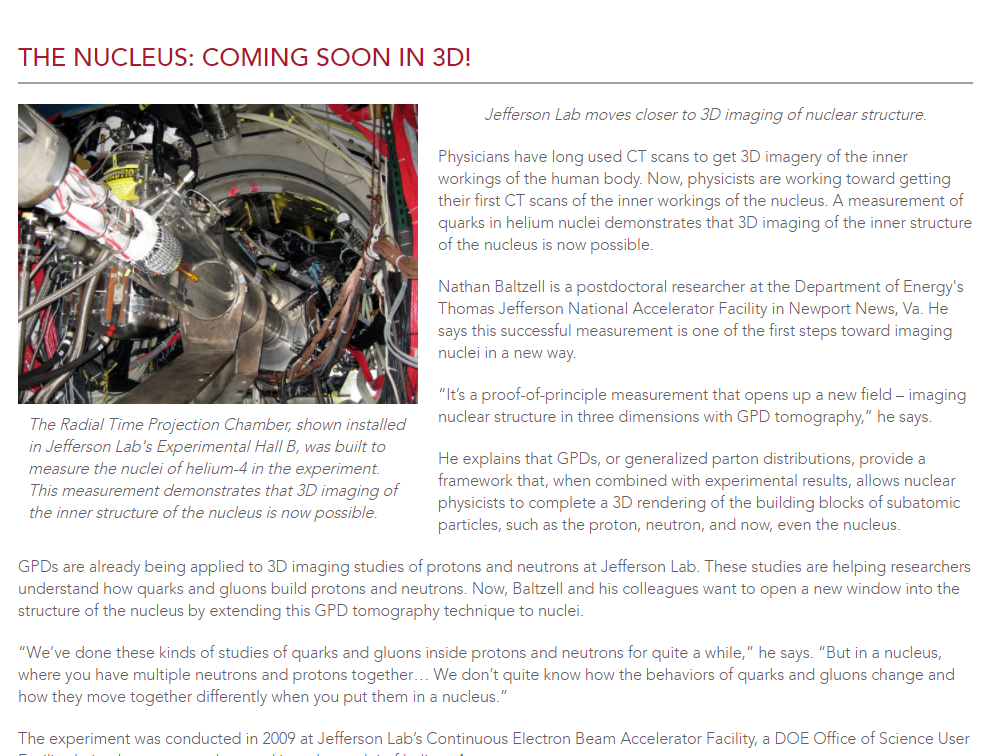 THE NUCLEUS: COMING SOON IN 3D!
Jefferson Lab moves closer to 3D imaging of nuclear structure.
Physicians have long used CT scans to get 3D imagery of the inner
workings of the human body. Now, physicists are working toward getting
their first CT scans of the inner workings of the nucleus. A measurement of
quarks in helium nuclei demonstrates that 3D imaging of the inner structure
of the nucleus is now possible.
Nathan Baltzell is a postdoctoral researcher at the Department of Energy's
Thomas Jefferson National Accelerator Facility in Newport News, Va. He
says this successful measurement is one of the first steps toward imaging
nuclei in a new way.
“It’s a proof-of-principle measurement that opens up a new field – imaging
nuclear structure in three dimensions with GPD tomography,” he says.
He explains that GPDs, or generalized parton distributions, provide a
framework that, when combined with experimental results, allows nuclear
physicists to complete a 3D rendering of the building blocks of subatomic
particles, such as the proton, neutron, and now, even the nucleus.
The Radial Time Projection Chamber, shown installed
in Jefferson Lab's Experimental Hall B, was built to
measure the nuclei of helium-4 in the experiment.
This measurement demonstrates that 3D imaging of
the inner structure of the nucleus is now possible.
GPDs are already being applied to 3D imaging studies of protons and neutrons at Jefferson Lab. These studies are helping researchers
understand how quarks and gluons build protons and neutrons. Now, Baltzell and his colleagues want to open a new window into the
structure of the nucleus by extending this GPD tomography technique to nuclei.
“We’ve done these kinds of studies of quarks and gluons inside protons and neutrons for quite a while,” he says. “But in a nucleus,
where you have multiple neutrons and protons together… We don’t quite know how the behaviors of quarks and gluons change and
how they move together differently when you put them in a nucleus.”
The experiment was conducted in 2009 at Jefferson Lab’s Continuous Electron Beam Accelerator Facility, a DOE Office of Science User